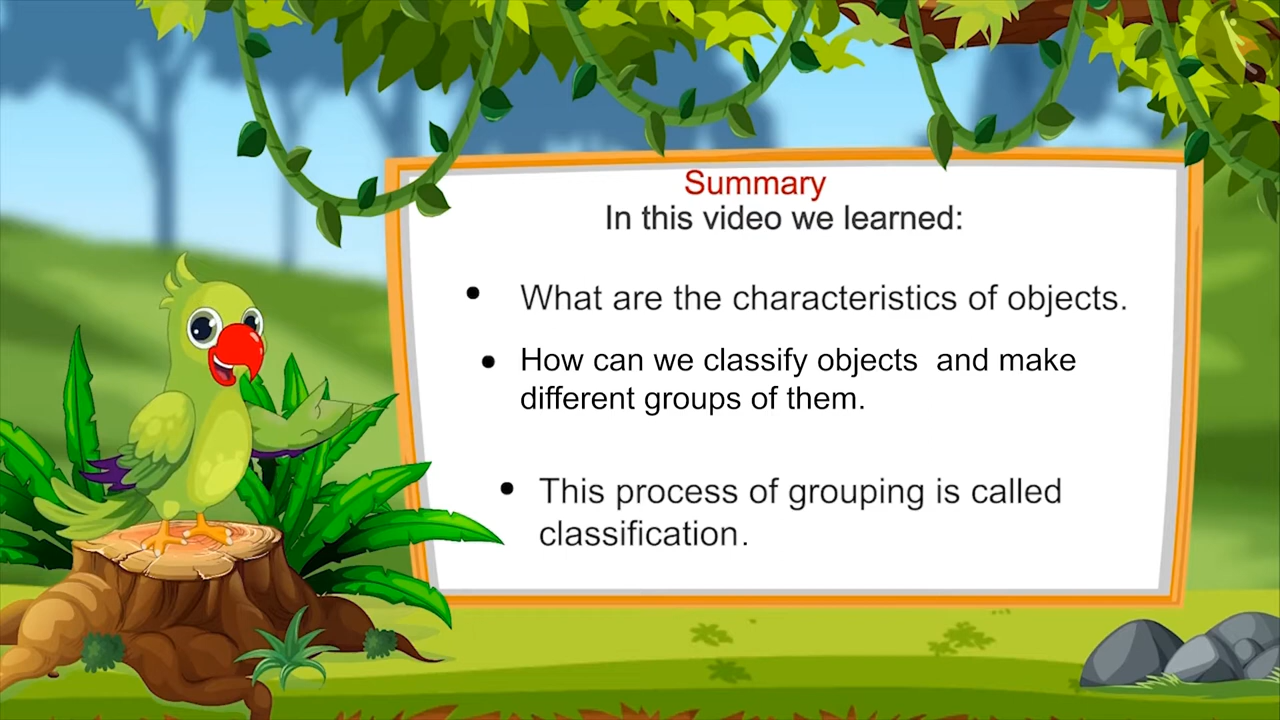 Summary
In this video we learned:
• What are the characteristics of objects.
• How can we classify objects  and make
different groups of them.
• This process of grouping is called
classification.